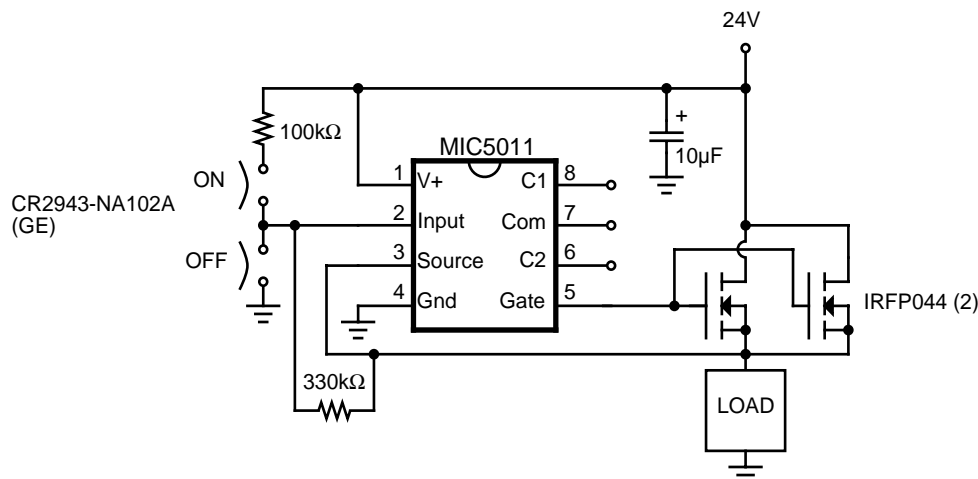 24V
100kΩ
+
10µF
MIC5011
ON
CR2943-NA102A
(GE)
OFF
1 V+ C1 8
2 Input Com 7
3 Source C2 6
4 Gnd Gate 5
IRFP044 (2)
330kΩ
LOAD